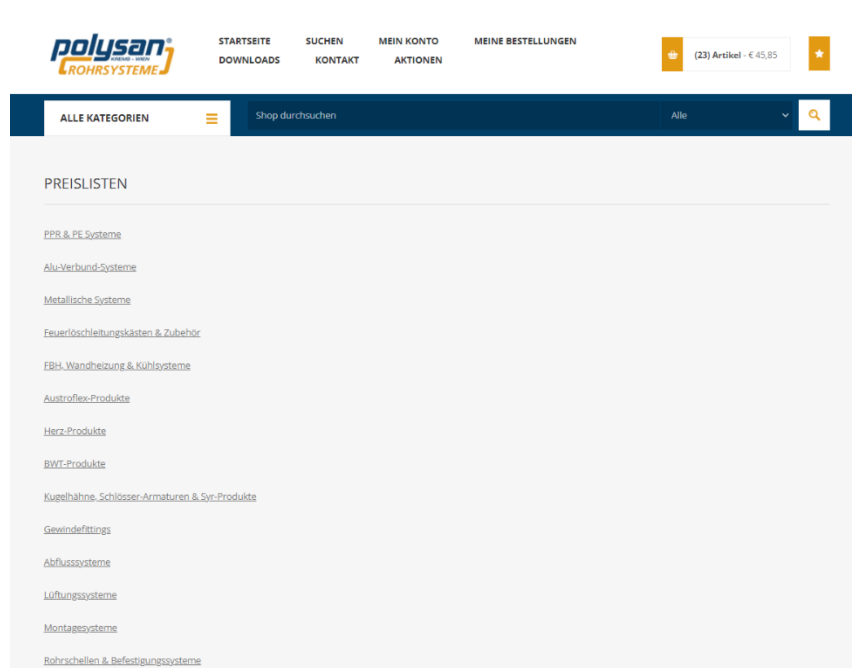 polysan®
KREMS - WIEN
ROHRSYSTEME
STARTSEITE SUCHEN MEIN KONTO MEINE BESTELLUNGEN
DOWNLOADS KONTAKT AKTIONEN
(23) Artikel - € 45,85
ALLE KATEGORIEN
Shop durchsuchen
Alle
PREISLISTEN
PPR & PE Systeme
Alu-Verbund-Systeme
Metallische Systeme
Feuerlöschleitungskästen & Zubehör
FBH, Wandheizung & Kühlsysteme
Austroflex-Produkte
Herz-Produkte
BWT-Produkte
Kugelhähne, Schlösser-Armaturen & Syr-Produkte
Gewindefittings
Abflusssysteme
Lüftungssysteme
Montagesysteme
Rohrschellen & Befestigungssysteme